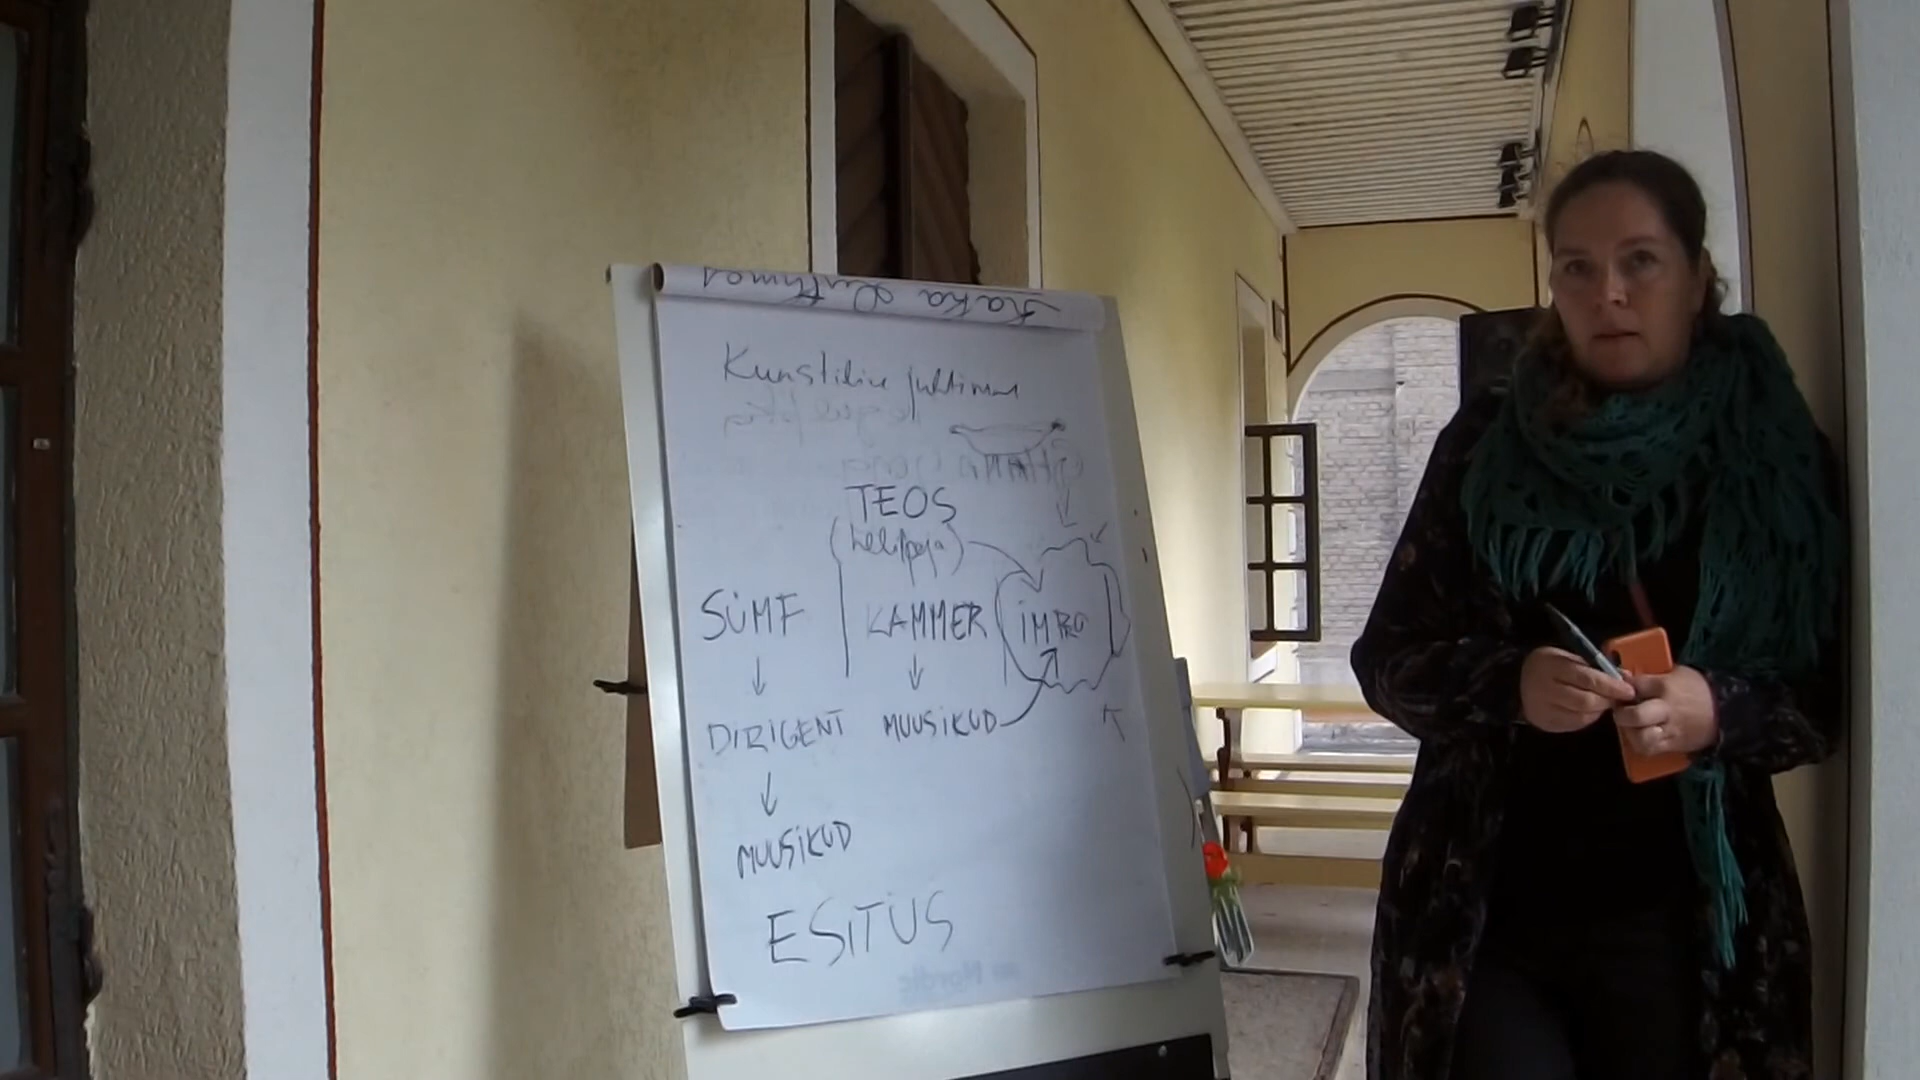 Kunstiline juhtimine
TEOS
(helilooja)
SÜMF KAMMER IMPRO
DIRIGENT MUUSIKUD
MUUSIKUD
ESITUS